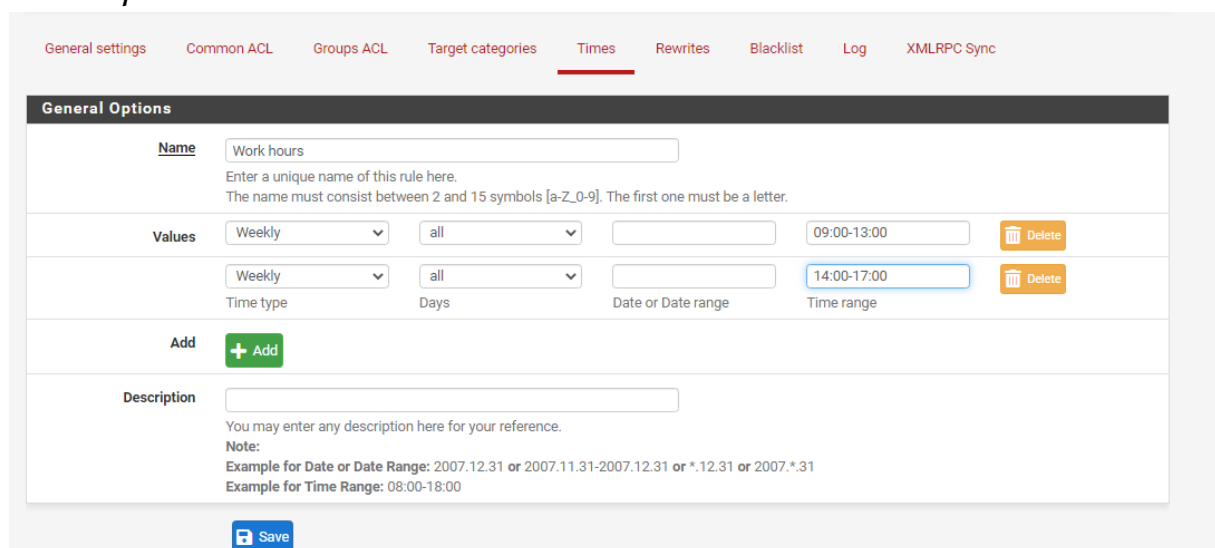 General settings Common ACL Groups ACL Target categories Times Rewrites Blacklist Log XMLRPC Sync
General Options
Name Work hours
Enter a unique name of this rule here.
The name must consist between 2 and 15 symbols [a-Z_0-9]. The first one must be a letter.
Values Weekly all 09:00-13:00 Delete
Weekly all 14:00-17:00 Delete
Time type Days Date or Date range Time range
Add + Add
Description
You may enter any description here for your reference.
Note:
Example for Date or Date Range: 2007.12.31 or 2007.11.31-2007.12.31 or *.12.31 or 2007.*.31
Example for Time Range: 08:00-18:00
Save